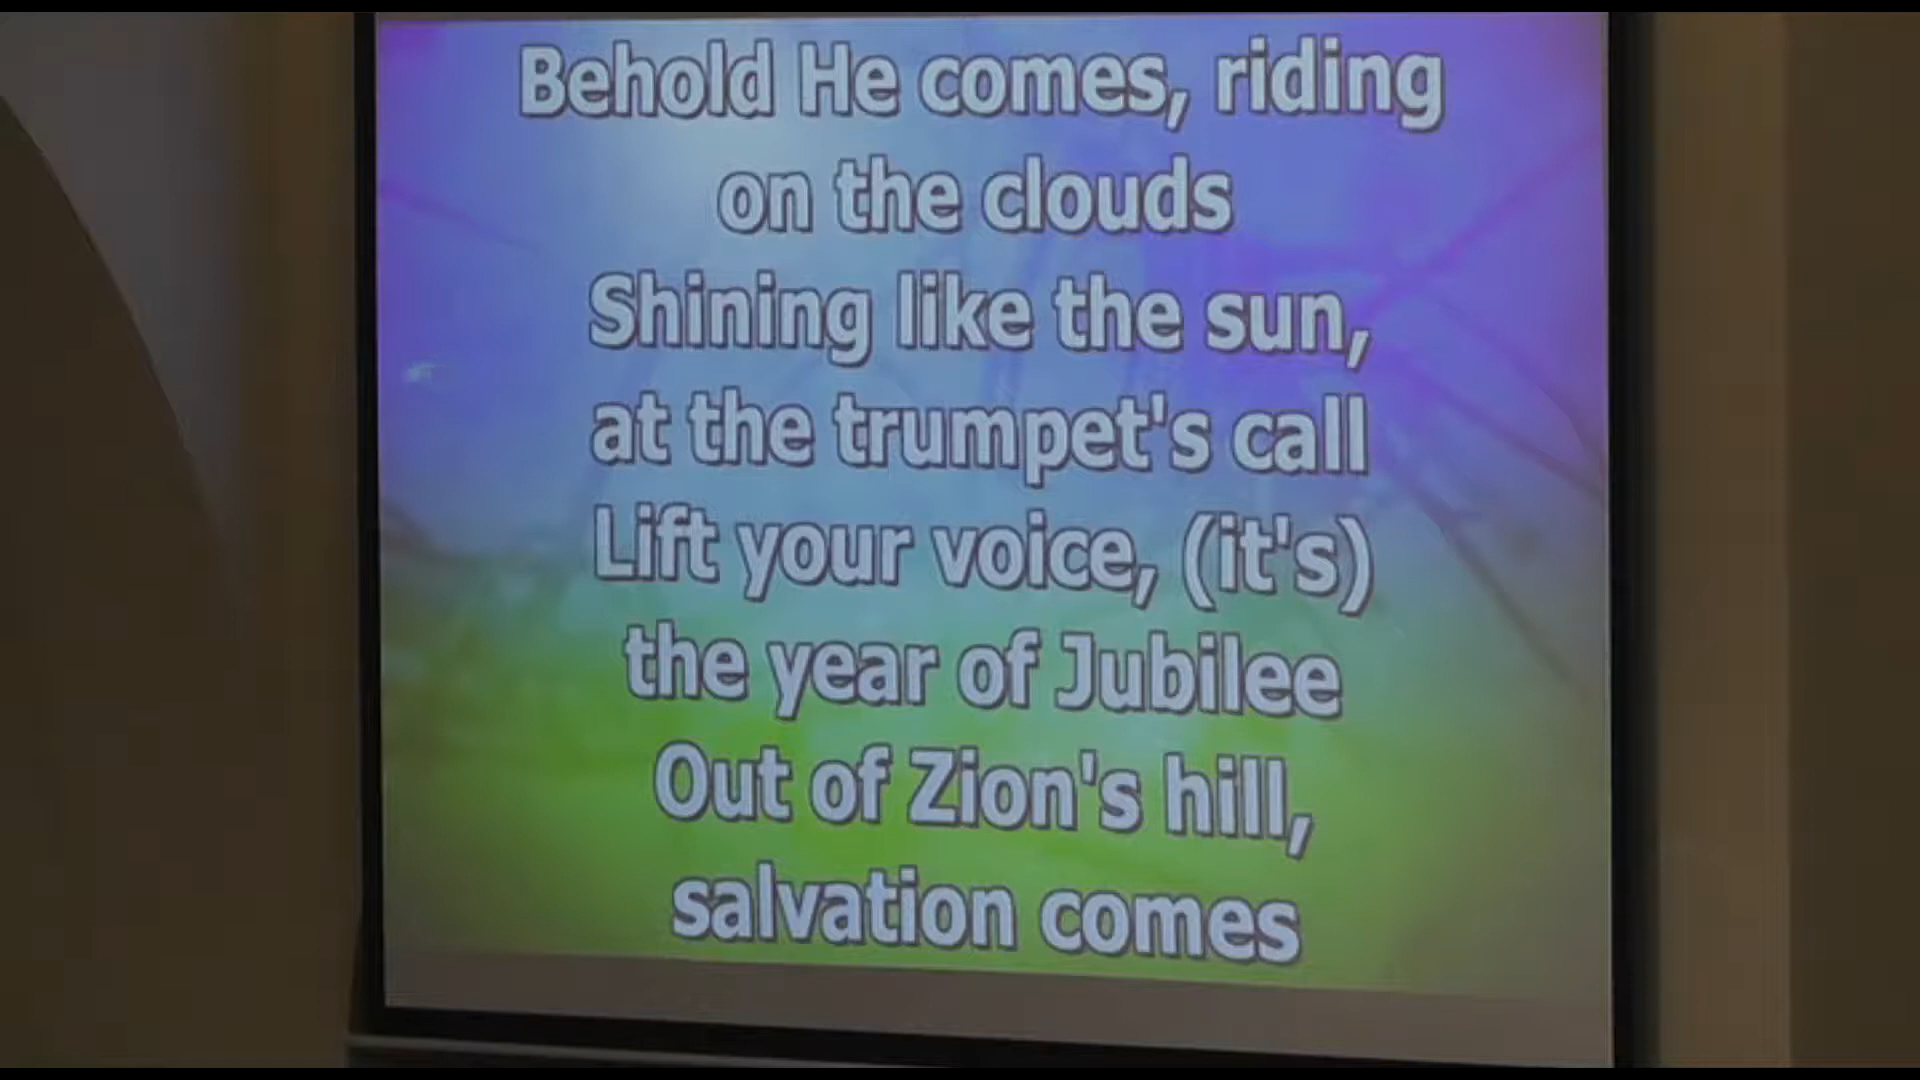 Behold He comes, riding
on the clouds
Shining like the sun,
at the trumpet's call
Lift your voice, (it's)
the year of Jubilee
Out of Zion's hill,
salvation comes